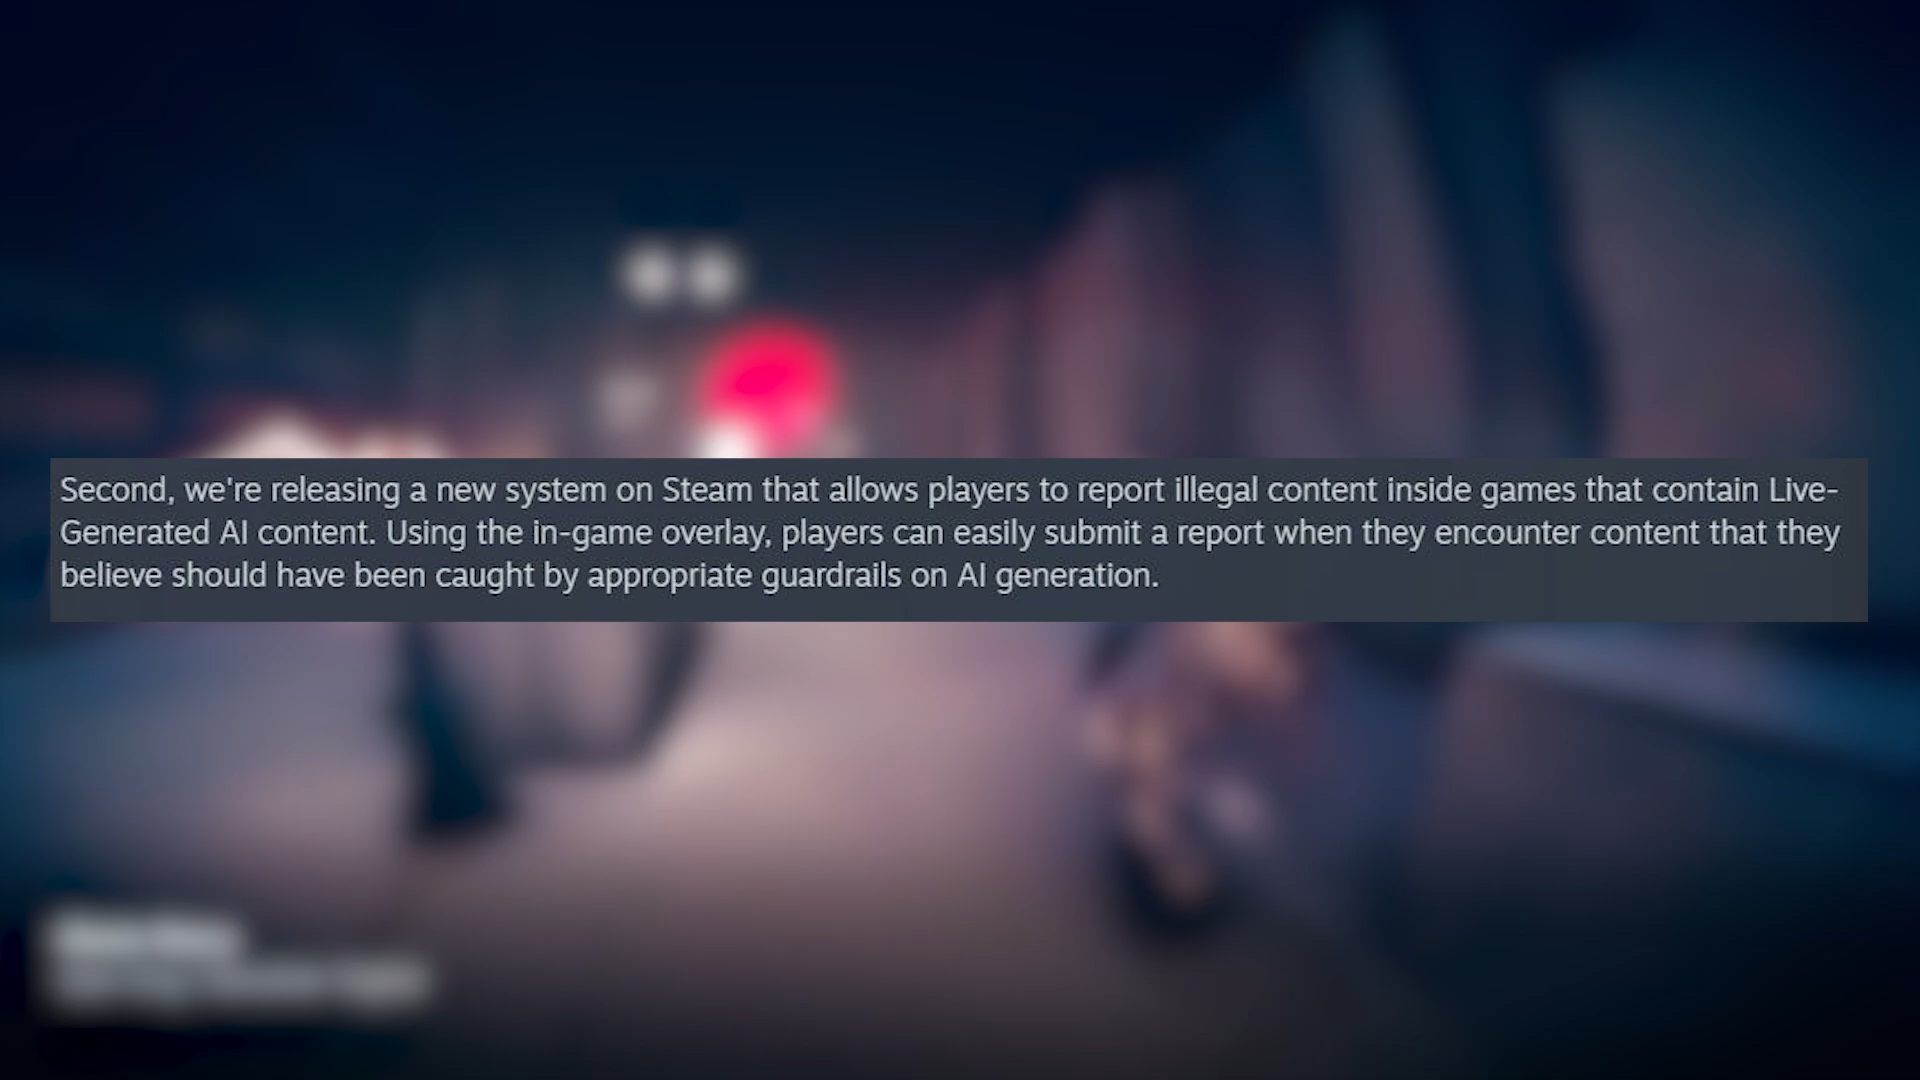 Second, we're releasing a new system on Steam that allows players to report illegal content inside games that contain Live-
Generated AI content. Using the in-game overlay, players can easily submit a report when they encounter content that they
believe should have been caught by appropriate guardrails on AI generation.